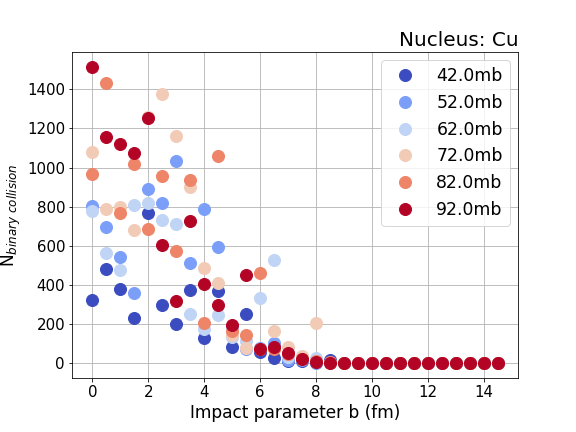 Nucleus: Cu
N_binary collision
1400
1200
1000
800
600
400
200
0
0 2 4 6 8 10 12 14
Impact parameter b (fm)
42.0mb
52.0mb
62.0mb
72.0mb
82.0mb
92.0mb